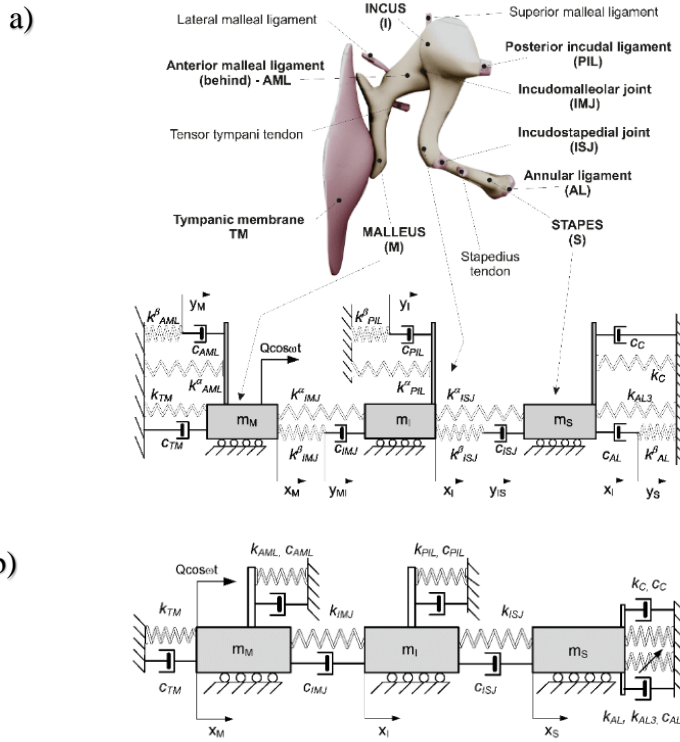 a)
INCUS
(I)
Lateral malleal ligament
Superior malleal ligament
Anterior malleal ligament
(behind) - AML
Posterior incudal ligament
(PIL)
Incudomalleolar joint
(IMJ)
Tensor tympani tendon
Incudostapedial joint
(ISJ)
Annular ligament
(AL)
Tympanic membrane
TM
MALLEUS
(M)
Stapedius
tendon
STAPES
(S)
k^β_AML
y_M
c_AML
Qcosωt
k^α_AML
k_TM
m_M
c_TM
k^α_IMJ
k^β_IMJ
c_IMJ
x_M
y_MI
k^β_PIL
y_I
c_PIL
k^α_PIL
m_I
k^α_ISJ
k^β_ISJ
c_ISJ
x_I
y_IS
m_S
c_C
k_C
k_AL3
c_AL
k^β_AL
x_I
y_S
b)
Qcosωt
k_AML, c_AML
k_PIL, c_PIL
k_C, c_C
k_TM
k_IMJ
k_ISJ
m_M
m_I
m_S
c_TM
c_IMJ
c_ISJ
k_AL, k_AL3, c_AL
x_M
x_I
x_S